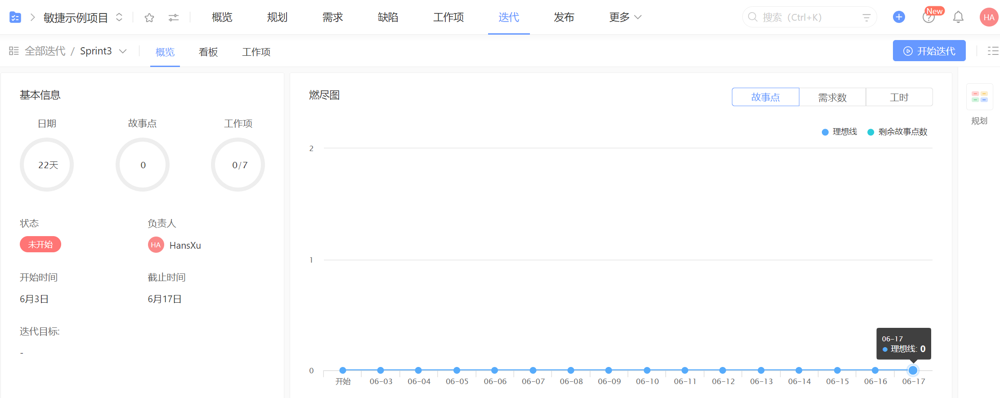 敏捷示例项目 概览 规划 需求 缺陷 工作项 迭代 发布 更多 搜索（Ctrl+K） New HA
全部迭代 / Sprint3 概览 看板 工作项 开始迭代
基本信息
日期 故事点 工作项
22天 0 0/7
状态 负责人
未开始 HA HansXu
开始时间 截止时间
6月3日 6月17日
迭代目标:
-
燃尽图 故事点 需求数 工时
理想线 剩余故事点数
2
1
06-17
理想线: 0
0
开始 06-03 06-04 06-05 06-06 06-07 06-08 06-09 06-10 06-11 06-12 06-13 06-14 06-15 06-16 06-17
规划